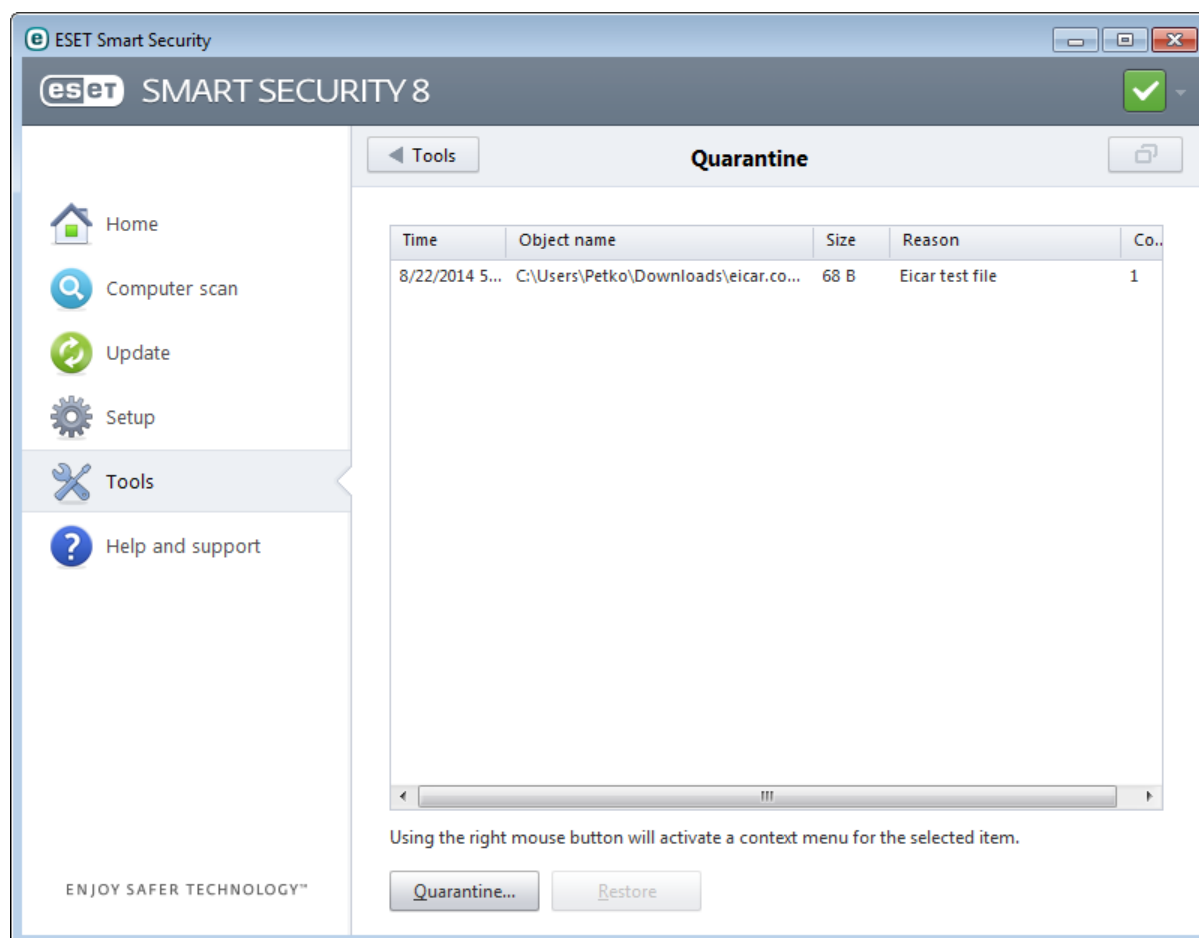 ESET Smart Security
eset SMART SECURITY 8
Tools
Quarantine
Home
Computer scan
Update
Setup
Tools
Help and support
Time Object name Size Reason Co..
8/22/2014 5... C:\Users\Petko\Downloads\eicar.co... 68 B Eicar test file 1
Using the right mouse button will activate a context menu for the selected item.
Quarantine... Restore
ENJOY SAFER TECHNOLOGY™